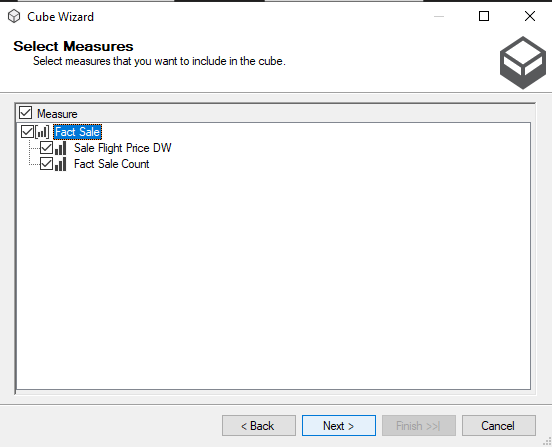 Cube Wizard
Select Measures
Select measures that you want to include in the cube.
Measure
Fact Sale
Sale Flight Price DW
Fact Sale Count
< Back
Next >
Finish >>|
Cancel